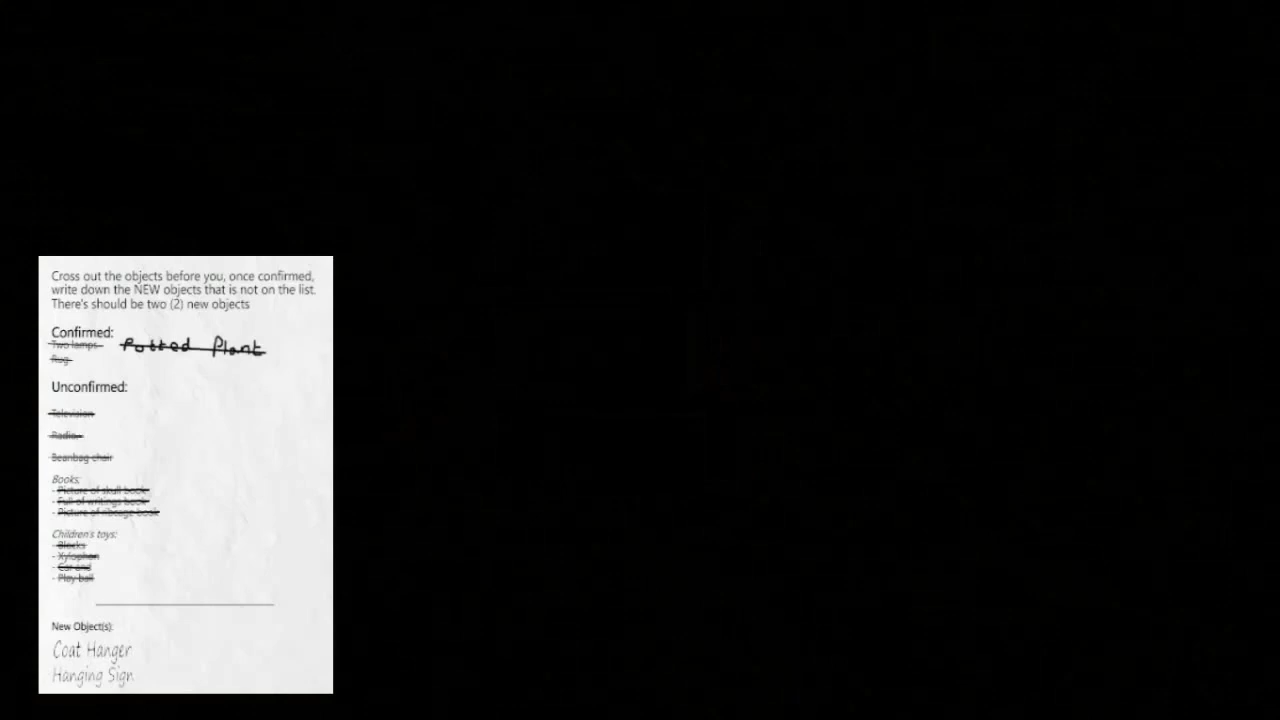 Cross out the objects before you, once confirmed,
write down the NEW objects that is not on the list.
There's should be two (2) new objects
Confirmed:
Two lamps
Potted Plant
Rug
Unconfirmed:
Television
Radio
Beanbag chair
Books:
- Picture of skull book
- Full of writings book
- Picture of ribcage book
Children's toys:
- Blocks
- Xylophon
- Car and
- Play ball
New Object(s):
Coat Hanger
Hanging Sign